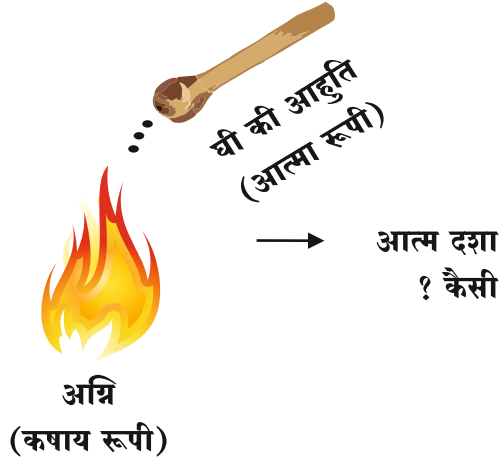 घी की आहुति
(आत्मा रूपी)
आत्म दशा
? कैसी
अग्नि
(कषाय रूपी)